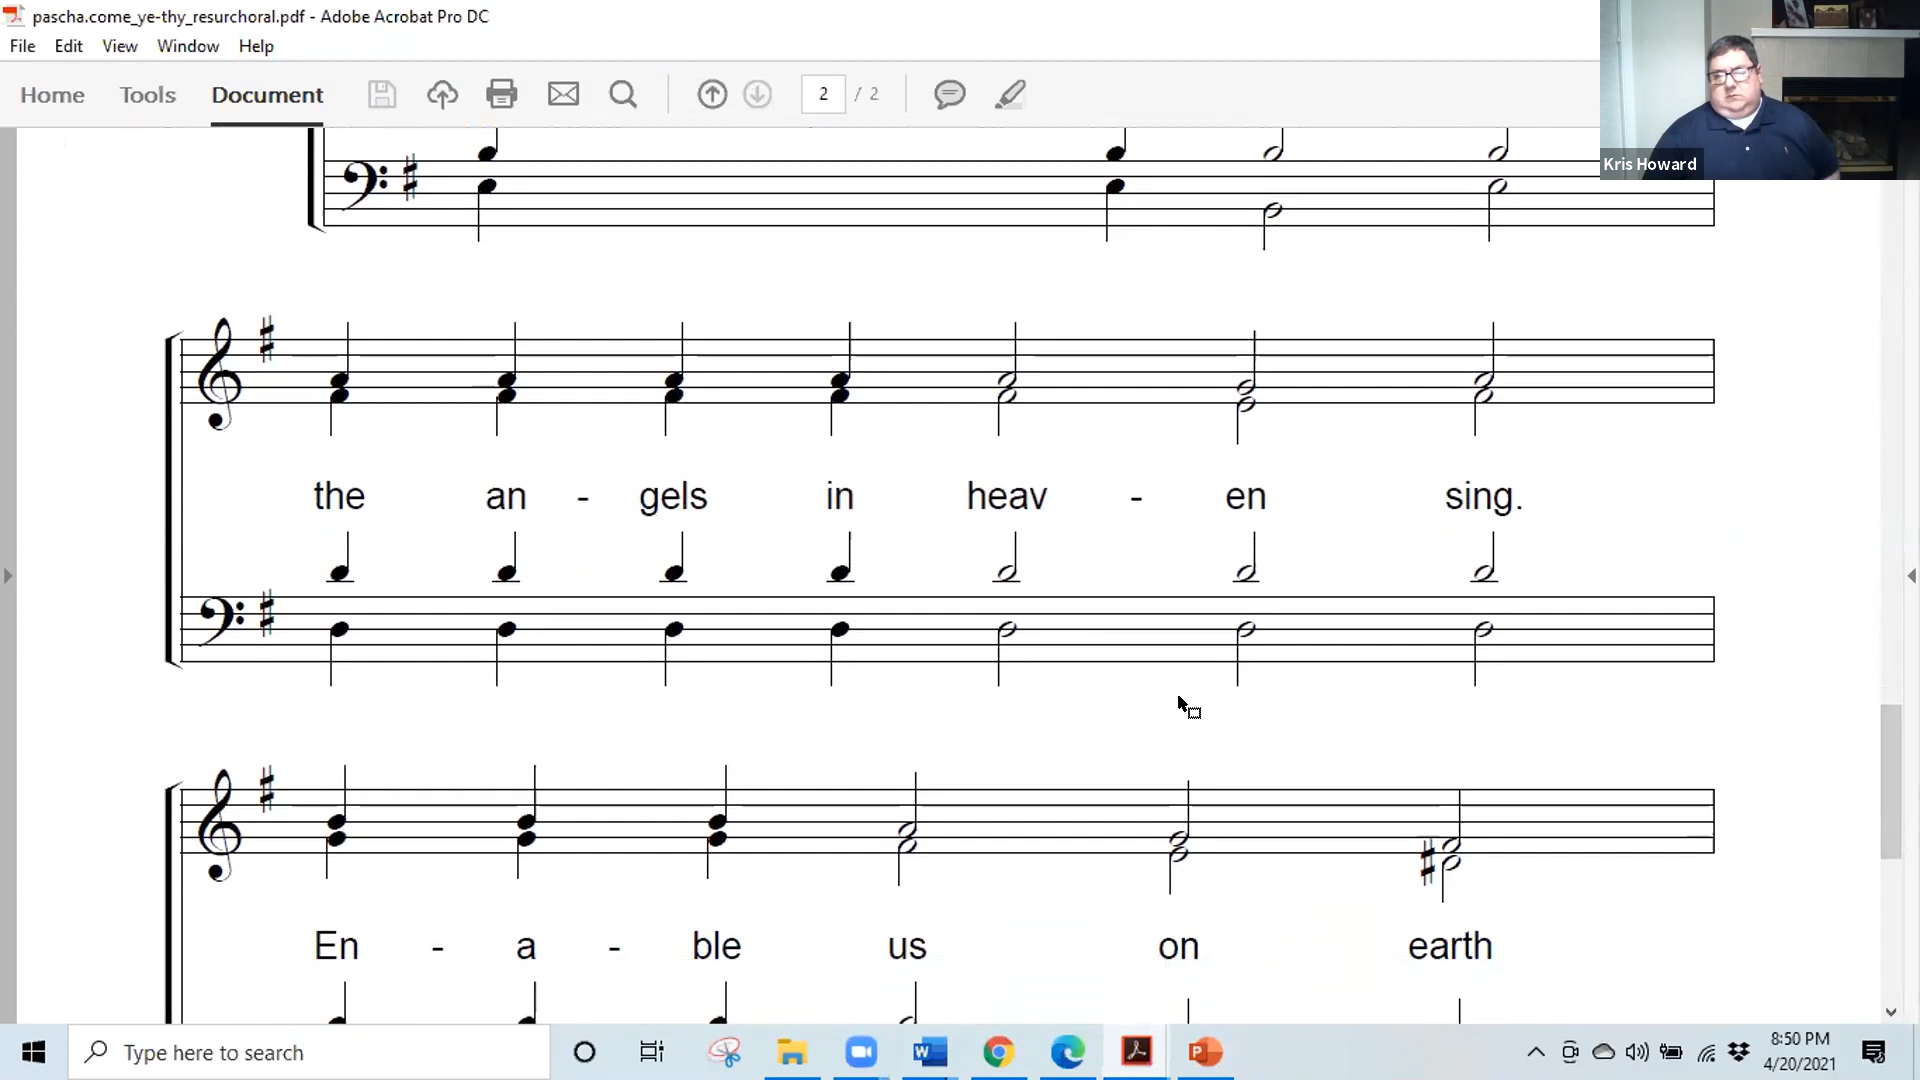 pascha.come_ye-thy_resurchoral.pdf - Adobe Acrobat Pro DC
File Edit View Window Help
Home Tools Document 2 / 2
Kris Howard
the an - gels in heav - en sing.
En - a - ble us on earth
Type here to search
8:50 PM
4/20/2021